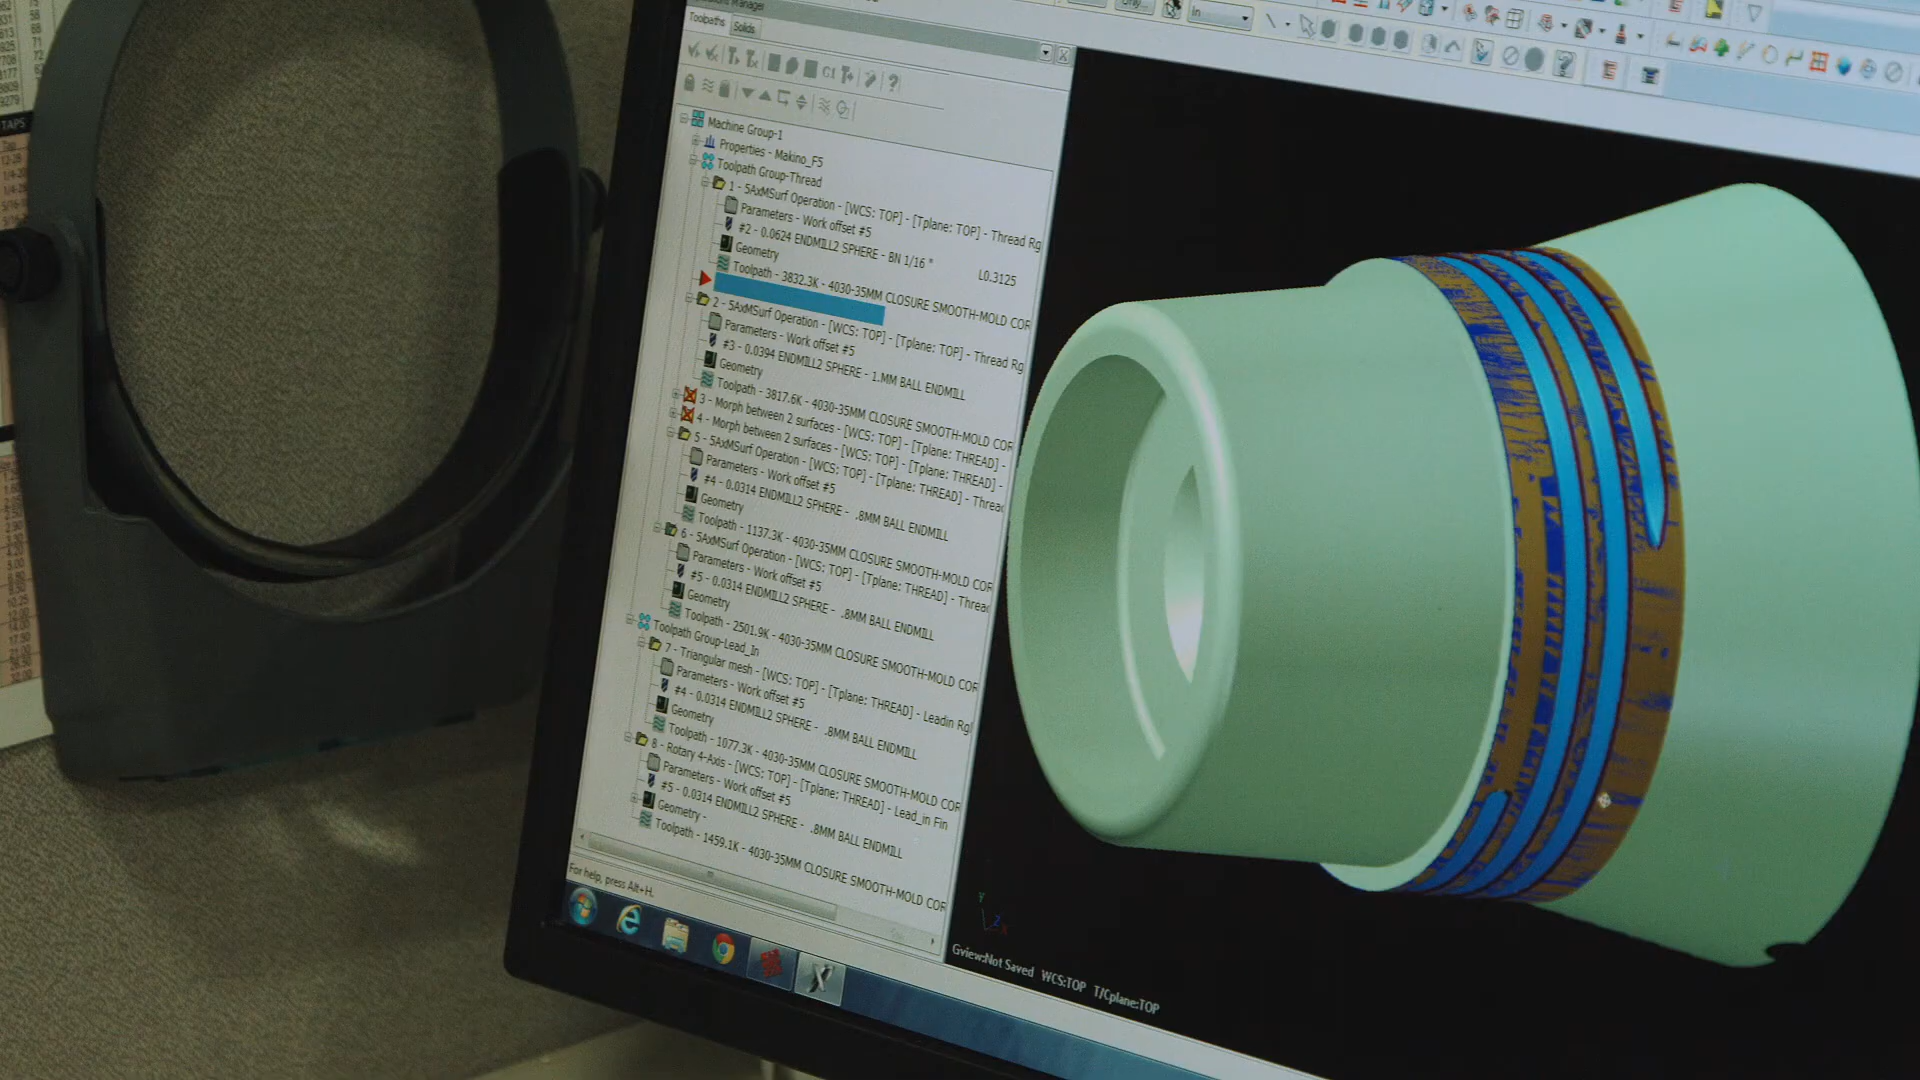 Toolpaths Solids
In
G1
Machine Group-1
Properties - Makino_F5
Toolpath Group-Thread
1 - 5AxMSurf Operation - [WCS: TOP] - [Tplane: TOP] - Thread Rg
Parameters - Work offset #5
#2 - 0.0624 ENDMILL2 SPHERE - BN 1/16 " L0.3125
Geometry
Toolpath - 3832.3K - 4030-35MM CLOSURE SMOOTH-MOLD COR
2 - 5AxMSurf Operation - [WCS: TOP] - [Tplane: TOP] - Thread Rg
Parameters - Work offset #5
#3 - 0.0394 ENDMILL2 SPHERE - 1.MM BALL ENDMILL
Geometry
Toolpath - 3817.6K - 4030-35MM CLOSURE SMOOTH-MOLD COR
3 - Morph between 2 surfaces - [WCS: TOP] - [Tplane: THREAD] -
4 - Morph between 2 surfaces - [WCS: TOP] - [Tplane: THREAD] -
5 - 5AxMSurf Operation - [WCS: TOP] - [Tplane: THREAD] - Thread
Parameters - Work offset #5
#4 - 0.0314 ENDMILL2 SPHERE - .8MM BALL ENDMILL
Geometry
Toolpath - 1137.3K - 4030-35MM CLOSURE SMOOTH-MOLD COR
6 - 5AxMSurf Operation - [WCS: TOP] - [Tplane: THREAD] - Threa
Parameters - Work offset #5
#5 - 0.0314 ENDMILL2 SPHERE - .8MM BALL ENDMILL
Geometry
Toolpath - 2501.9K - 4030-35MM CLOSURE SMOOTH-MOLD COR
Toolpath Group-Lead_In
7 - Triangular mesh - [WCS: TOP] - [Tplane: THREAD] - Leadin Rg
Parameters - Work offset #5
#4 - 0.0314 ENDMILL2 SPHERE - .8MM BALL ENDMILL
Geometry
Toolpath - 1077.3K - 4030-35MM CLOSURE SMOOTH-MOLD COR
8 - Rotary 4-Axis - [WCS: TOP] - [Tplane: THREAD] - Lead_in Fin
Parameters - Work offset #5
#5 - 0.0314 ENDMILL2 SPHERE - .8MM BALL ENDMILL
Geometry -
Toolpath - 1459.1K - 4030-35MM CLOSURE SMOOTH-MOLD COR
For help, press Alt+H.
Y
Z
X
Gview:Not Saved WCS:TOP T/Cplane:TOP
TAPS